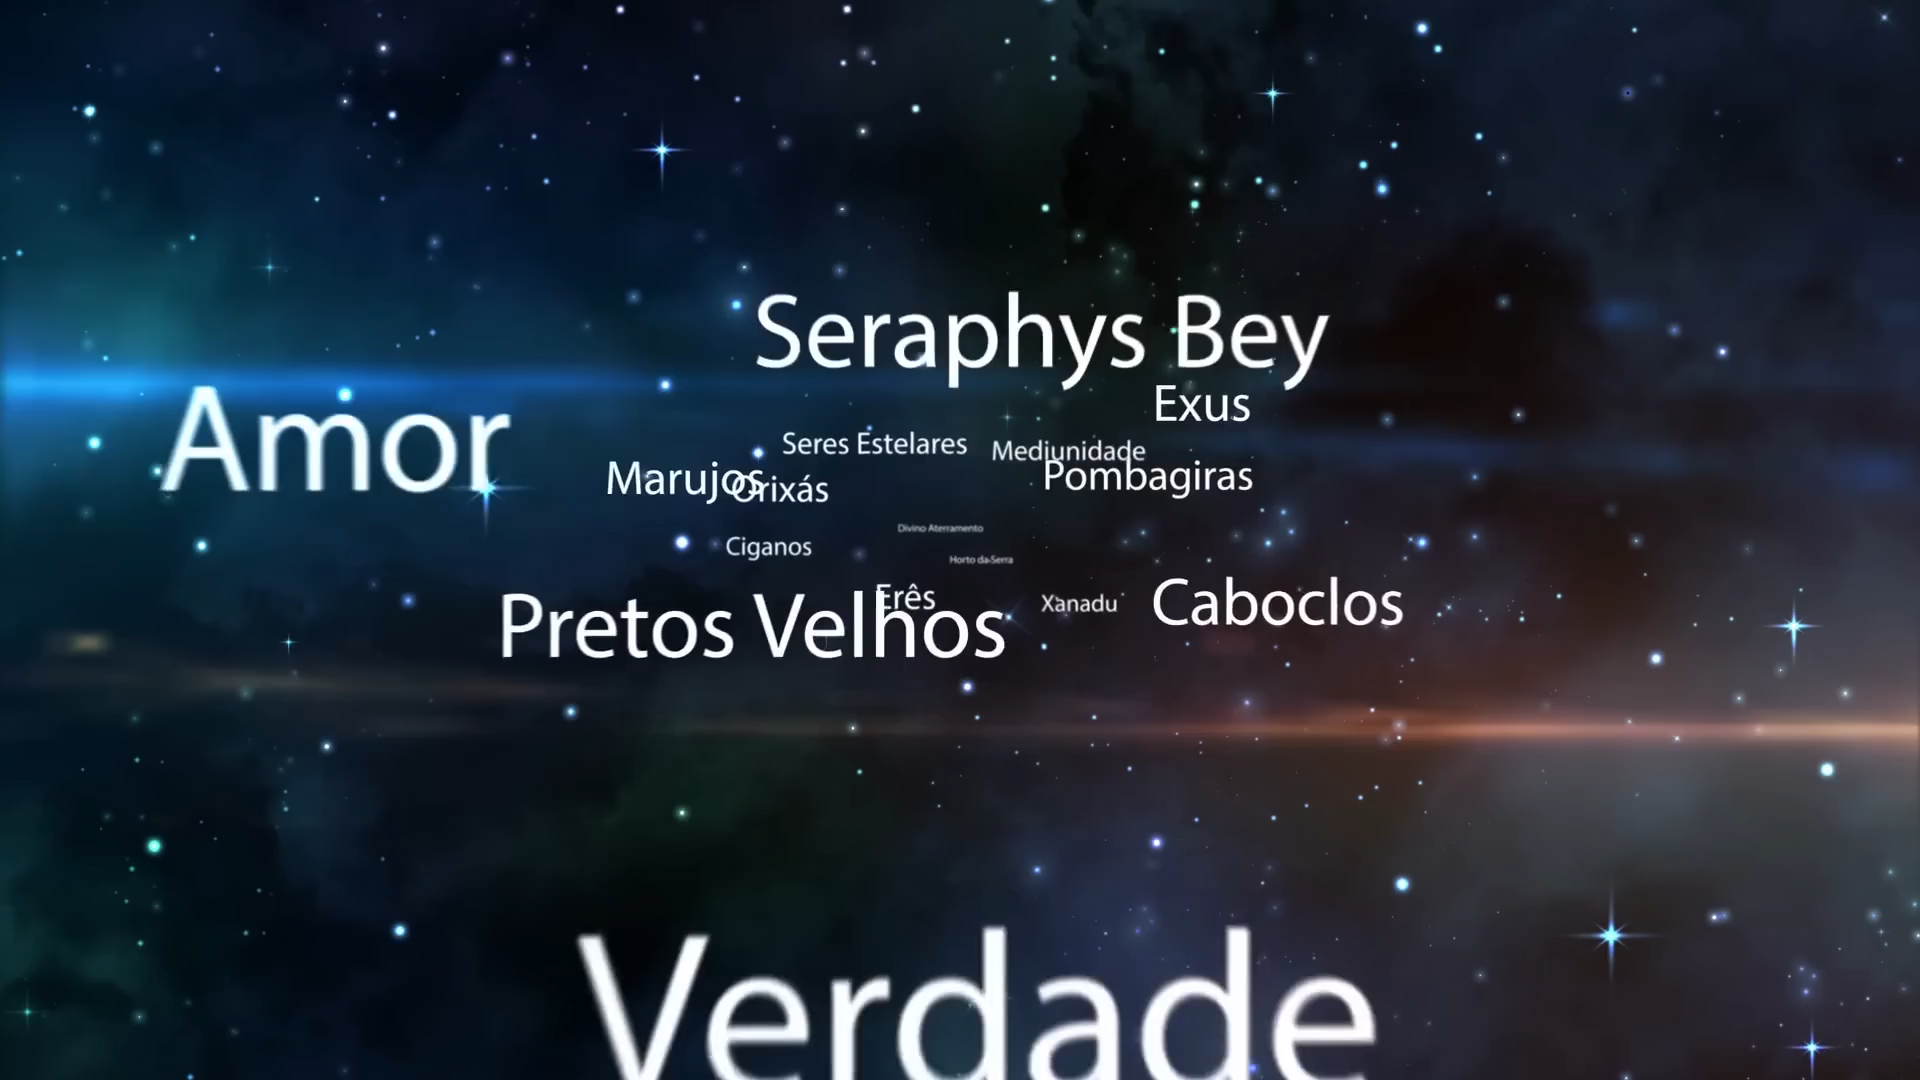 Seraphys Bey
Exus
Amor
Seres Estelares
Mediunidade
Marujos
Orixás
Pombagiras
Divino Aterramento
Ciganos
Horto da Serra
Erês
Xanadu
Caboclos
Pretos Velhos
Verdade